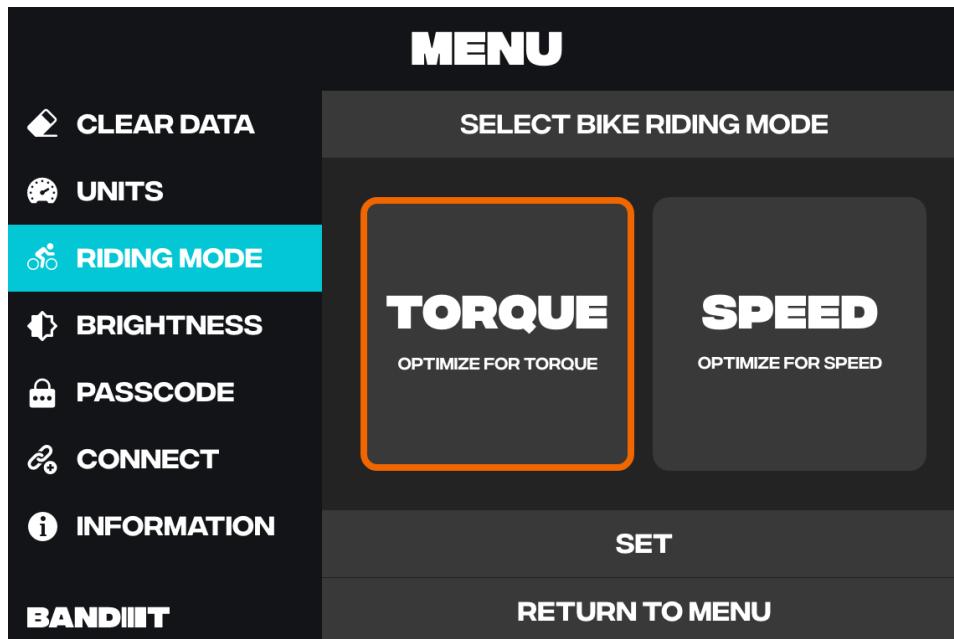 MENU
CLEAR DATA
UNITS
RIDING MODE
BRIGHTNESS
PASSCODE
CONNECT
INFORMATION
BANDIIIT
SELECT BIKE RIDING MODE
TORQUE
OPTIMIZE FOR TORQUE
SPEED
OPTIMIZE FOR SPEED
SET
RETURN TO MENU